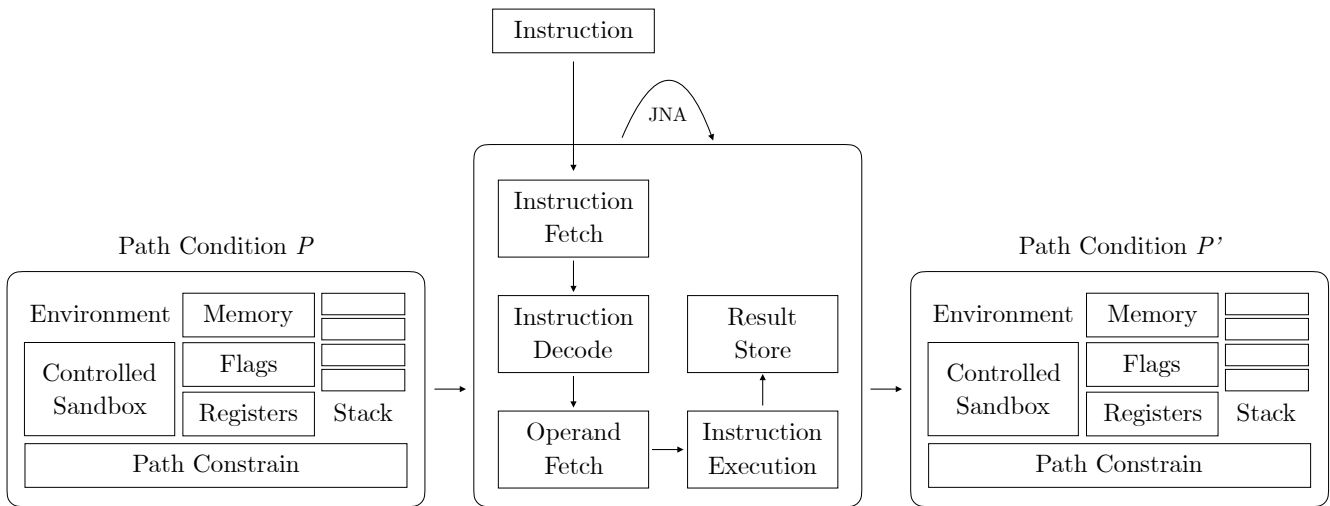 Instruction
JNA
Instruction
Fetch
Instruction
Decode
Operand
Fetch
Instruction
Execution
Result
Store
Path Condition P
Environment
Memory
Controlled
Sandbox
Flags
Registers
Stack
Path Constrain
Path Condition P'
Environment
Memory
Controlled
Sandbox
Flags
Registers
Stack
Path Constrain